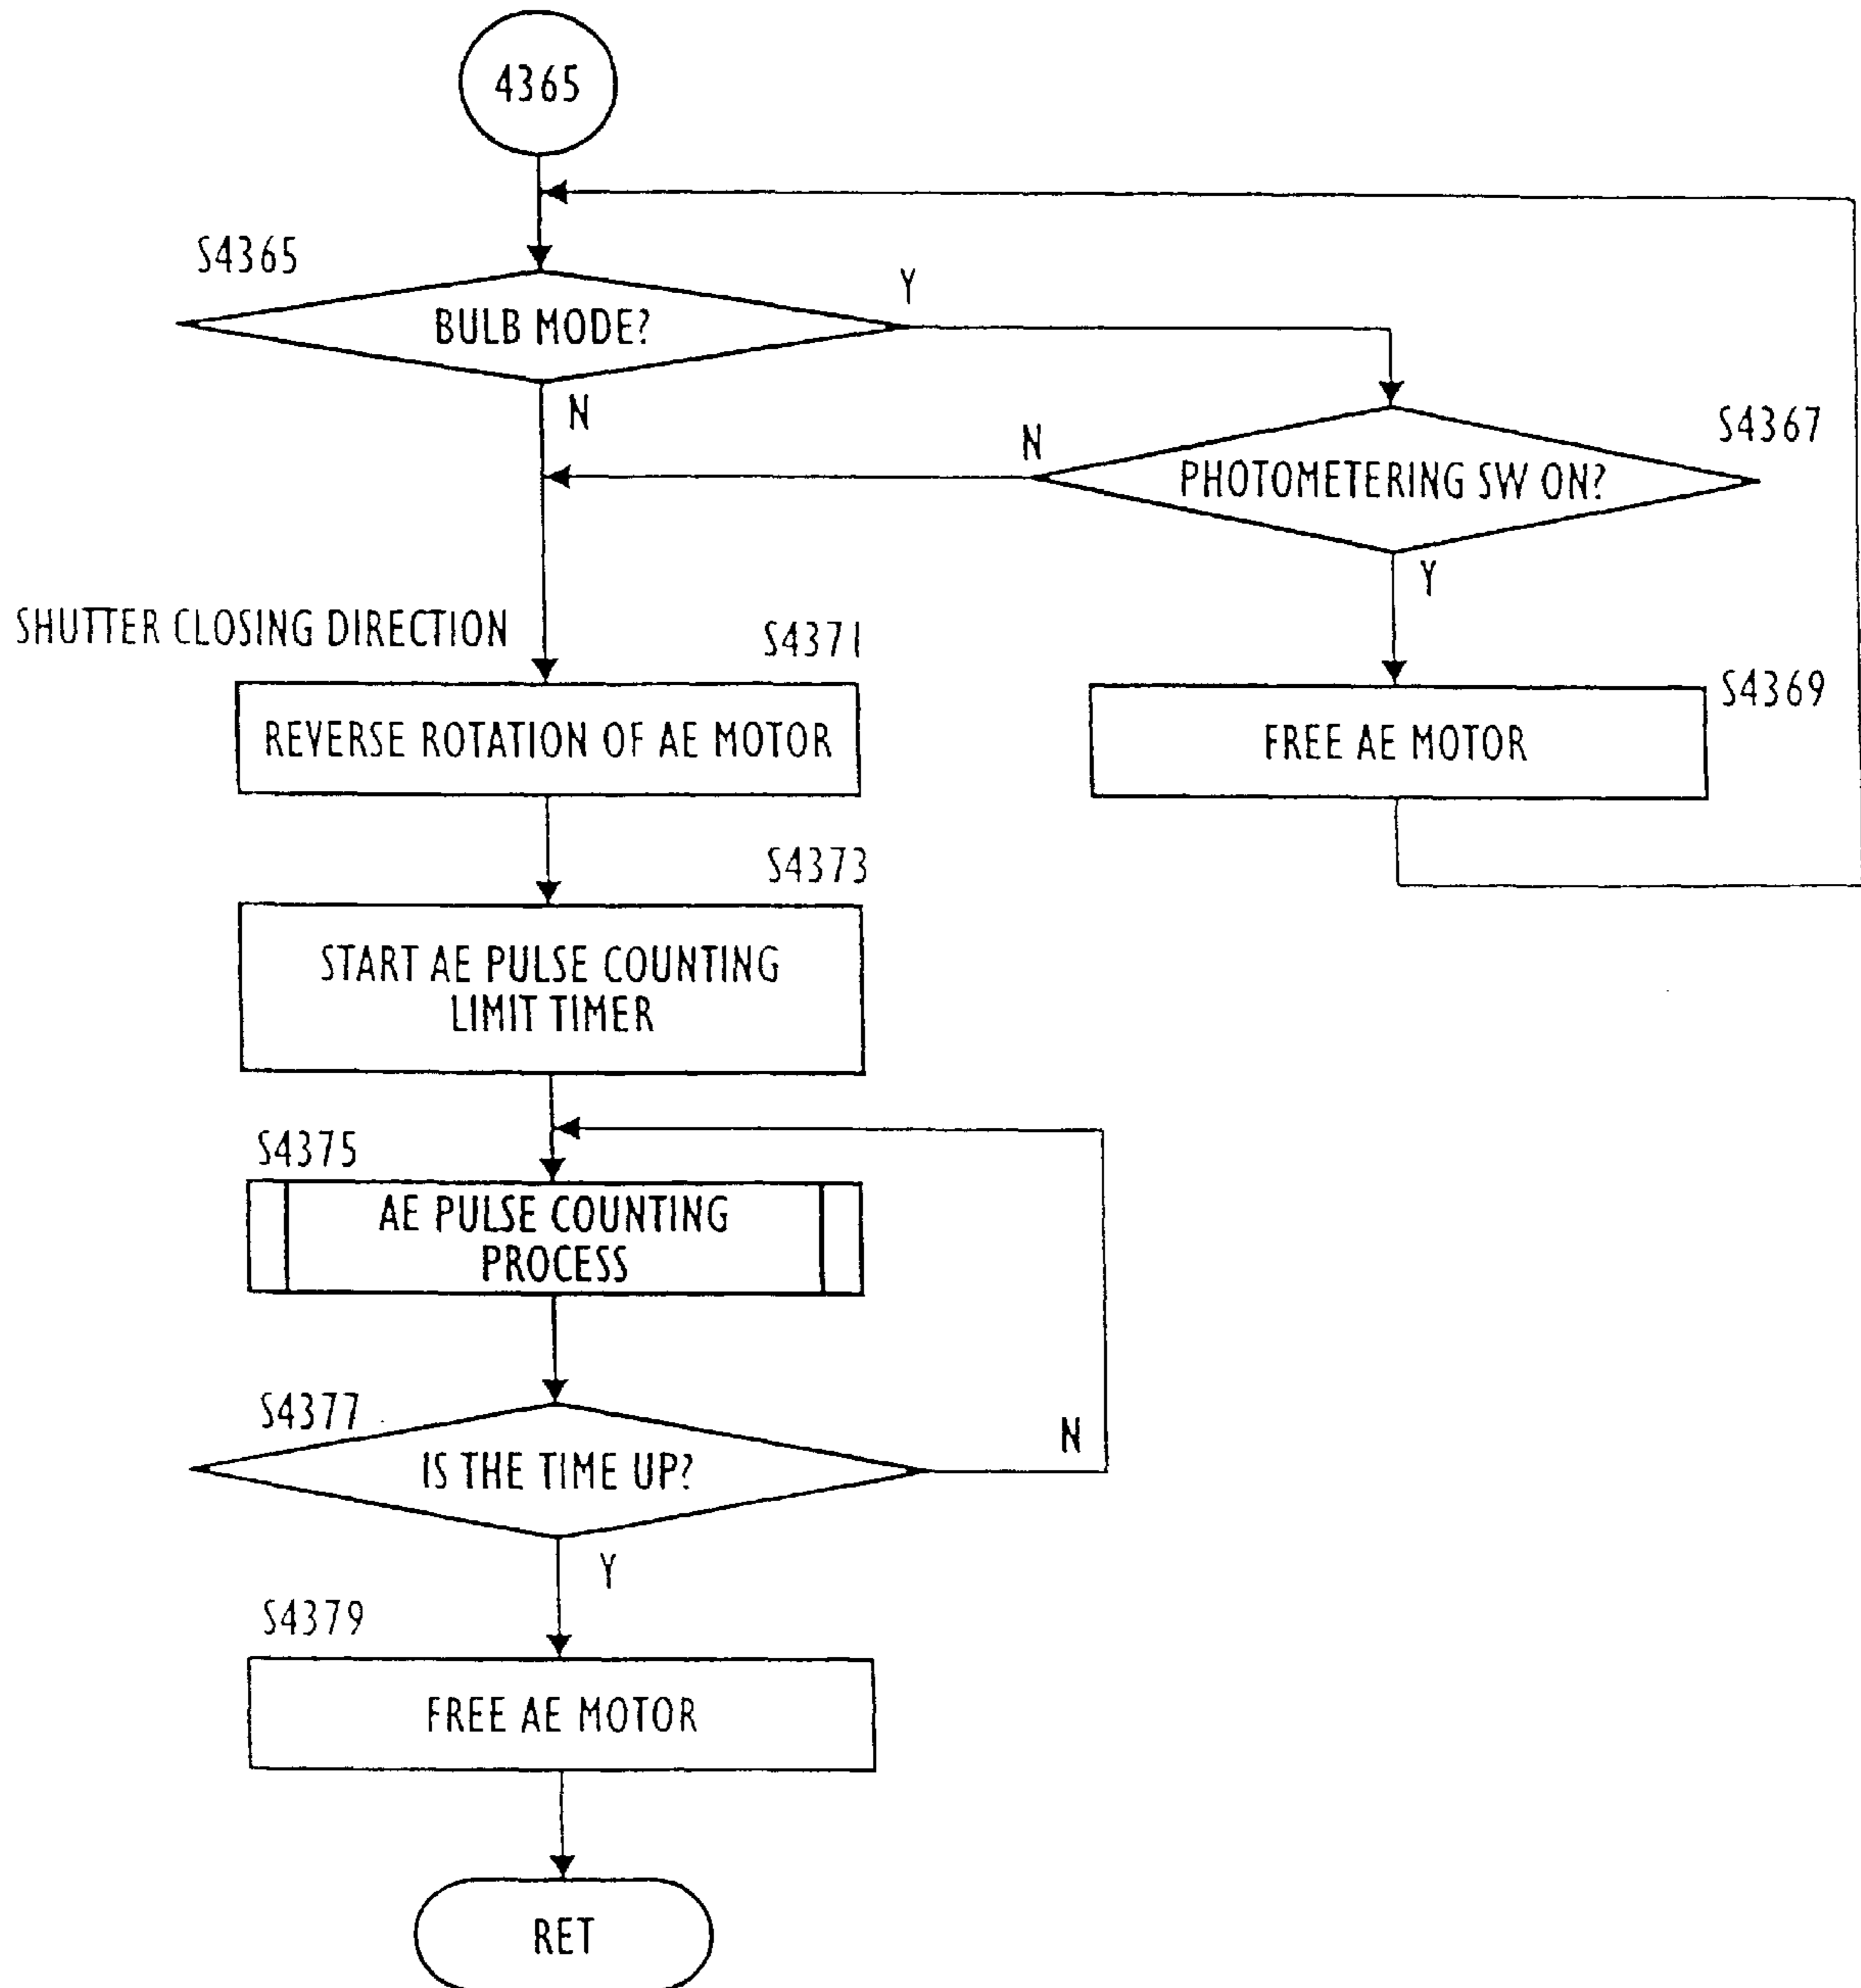 4365
S4365
BULB MODE?
Y
N
S4367
N
PHOTOMETERING SW ON?
Y
SHUTTER CLOSING DIRECTION
S4371
REVERSE ROTATION OF AE MOTOR
S4369
FREE AE MOTOR
S4373
START AE PULSE COUNTING
LIMIT TIMER
S4375
AE PULSE COUNTING
PROCESS
S4377
IS THE TIME UP?
N
Y
S4379
FREE AE MOTOR
RET